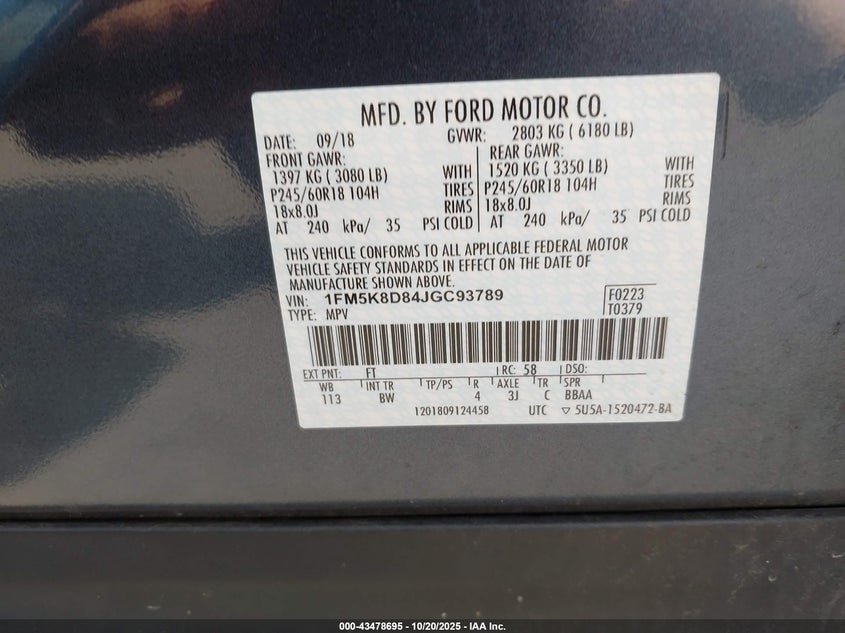 MFD. BY FORD MOTOR CO.
DATE: 09/18 GVWR: 2803 KG ( 6180 LB)
FRONT GAWR: REAR GAWR:
1397 KG ( 3080 LB) WITH 1520 KG ( 3350 LB) WITH
P245/60R18 104H TIRES P245/60R18 104H TIRES
18x8.0J RIMS 18x8.0J RIMS
AT 240 kPa/ 35 PSI COLD AT 240 kPa/ 35 PSI COLD
THIS VEHICLE CONFORMS TO ALL APPLICABLE FEDERAL MOTOR
VEHICLE SAFETY STANDARDS IN EFFECT ON THE DATE OF
MANUFACTURE SHOWN ABOVE.
VIN: 1FM5K8D84JGC93789 F0223
TYPE: MPV T0379
EXT PNT: FT RC: 58 DSO:
WB INT TR TP/PS R AXLE TR SPR
113 BW 4 3J C BBAA
1201809124458 UTC ▽ 5U5A-1520472-BA
000-43478695 - 10/20/2025 - IAA Inc.